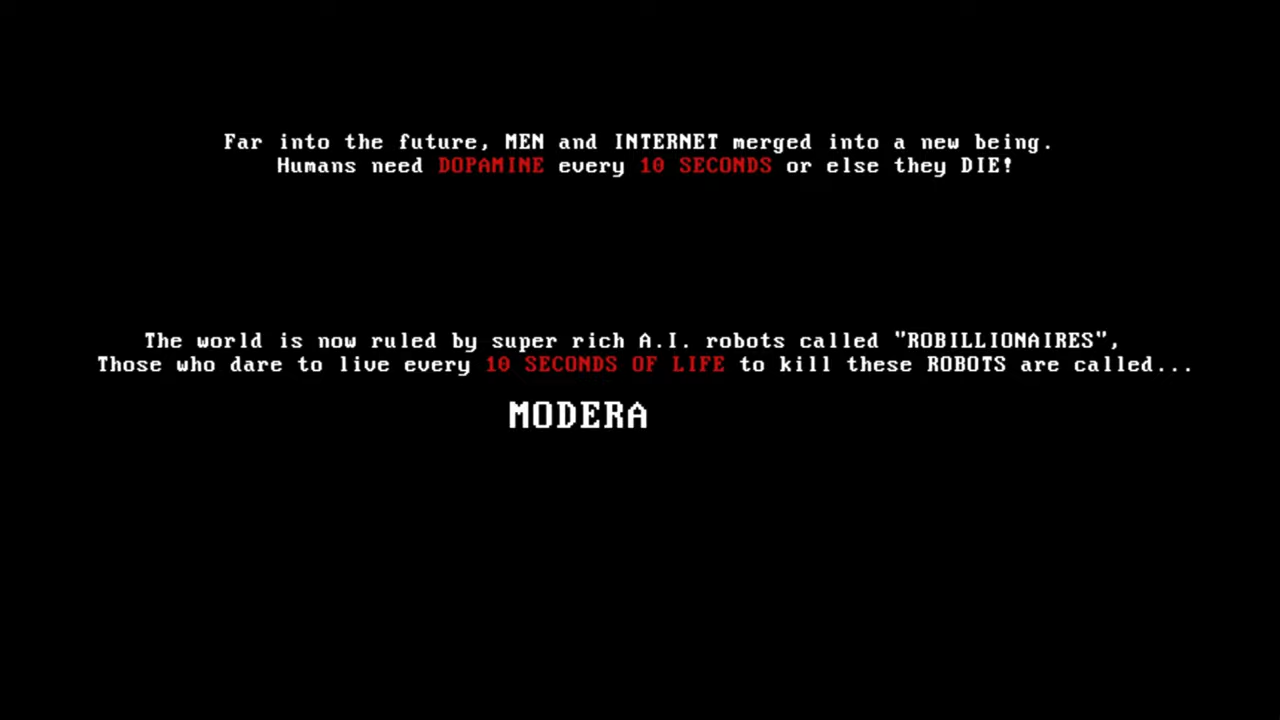 Far into the future, MEN and INTERNET merged into a new being.
Humans need DOPAMINE every 10 SECONDS or else they DIE!
The world is now ruled by super rich A.I. robots called "ROBILLIONAIRES",
Those who dare to live every 10 SECONDS OF LIFE to kill these ROBOTS are called...
MODERA